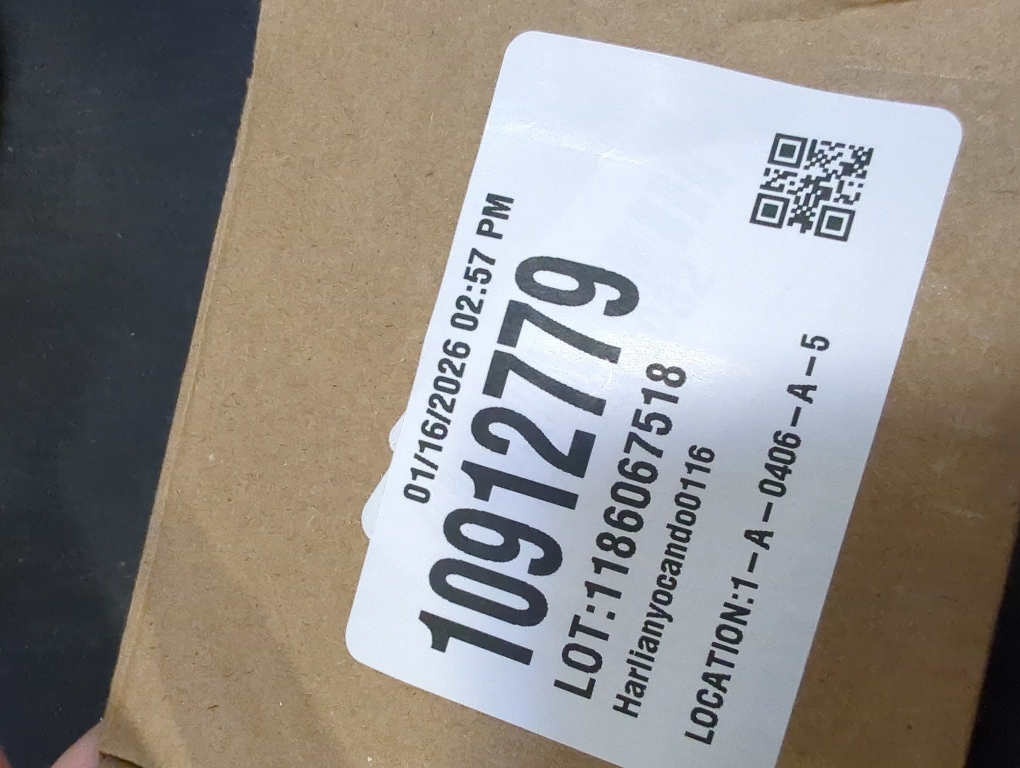 01/16/2026 02:57 PM
10912779
LOT:1186067518
Harlianyocando0116
LOCATION:1-A-0406-A-5